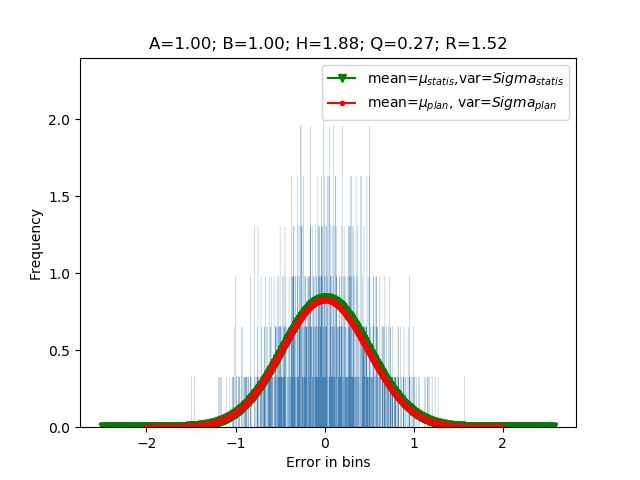 A=1.00; B=1.00; H=1.88; Q=0.27; R=1.52
mean=μstatis,var=Sigmastatis
mean=μplan, var=Sigmaplan
2.0
1.5
1.0
0.5
0.0
Frequency
−2 −1 0 1 2
Error in bins